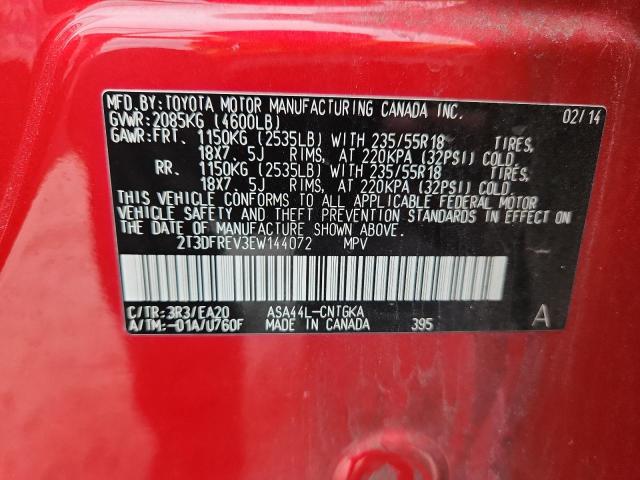 MFD.BY:TOYOTA MOTOR MANUFACTURING CANADA INC. 02/14
GVWR:2085KG (4600LB)
GAWR:FRT. 1150KG (2535LB) WITH 235/55R18 TIRES,
18X7.5J RIMS, AT 220KPA (32PSI) COLD.
RR. 1150KG (2535LB) WITH 235/55R18 TIRES,
18X7.5J RIMS, AT 220KPA (32PSI) COLD.
THIS VEHICLE CONFORMS TO ALL APPLICABLE FEDERAL MOTOR
VEHICLE SAFETY AND THEFT PREVENTION STANDARDS IN EFFECT ON
THE DATE OF MANUFACTURE SHOWN ABOVE.
2T3DFREV3EW144072 MPV
C/TR:3R3/EA20 ASA44L-CNTGKA
A/TM:-01A/U760F MADE IN CANADA 395 A